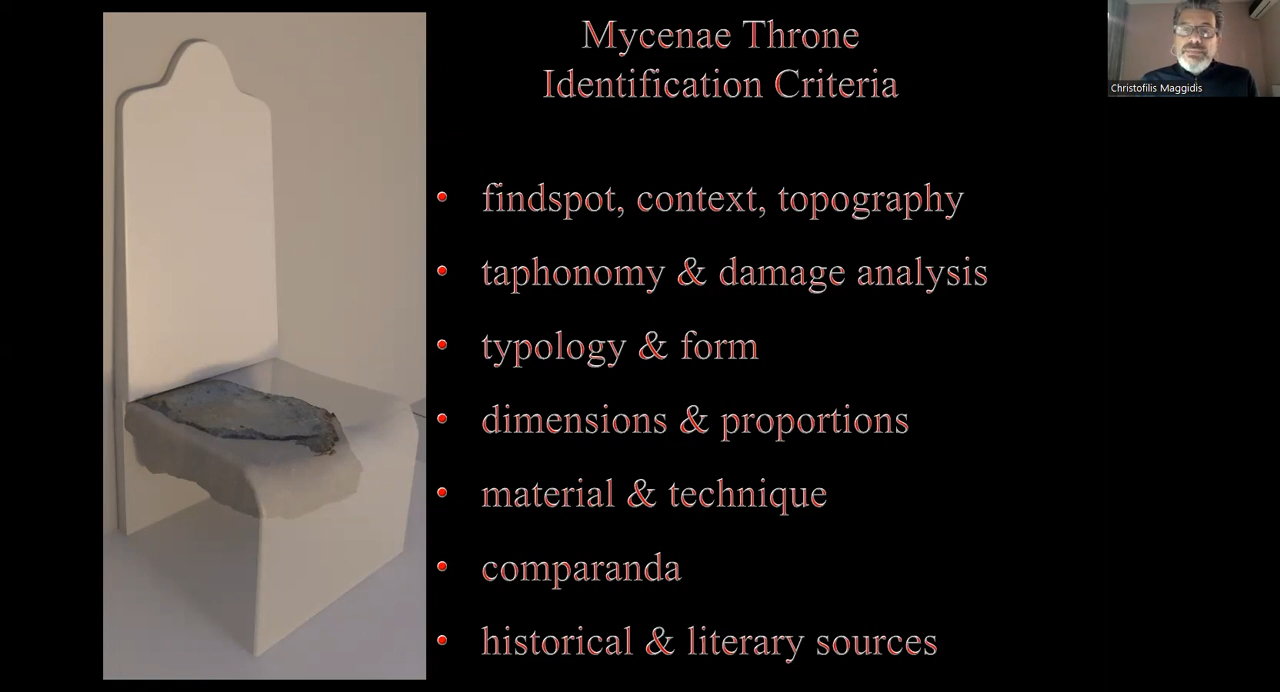 Mycenae Throne
Identification Criteria
Christofilis Maggidis
• findspot, context, topography
• taphonomy & damage analysis
• typology & form
• dimensions & proportions
• material & technique
• comparanda
• historical & literary sources